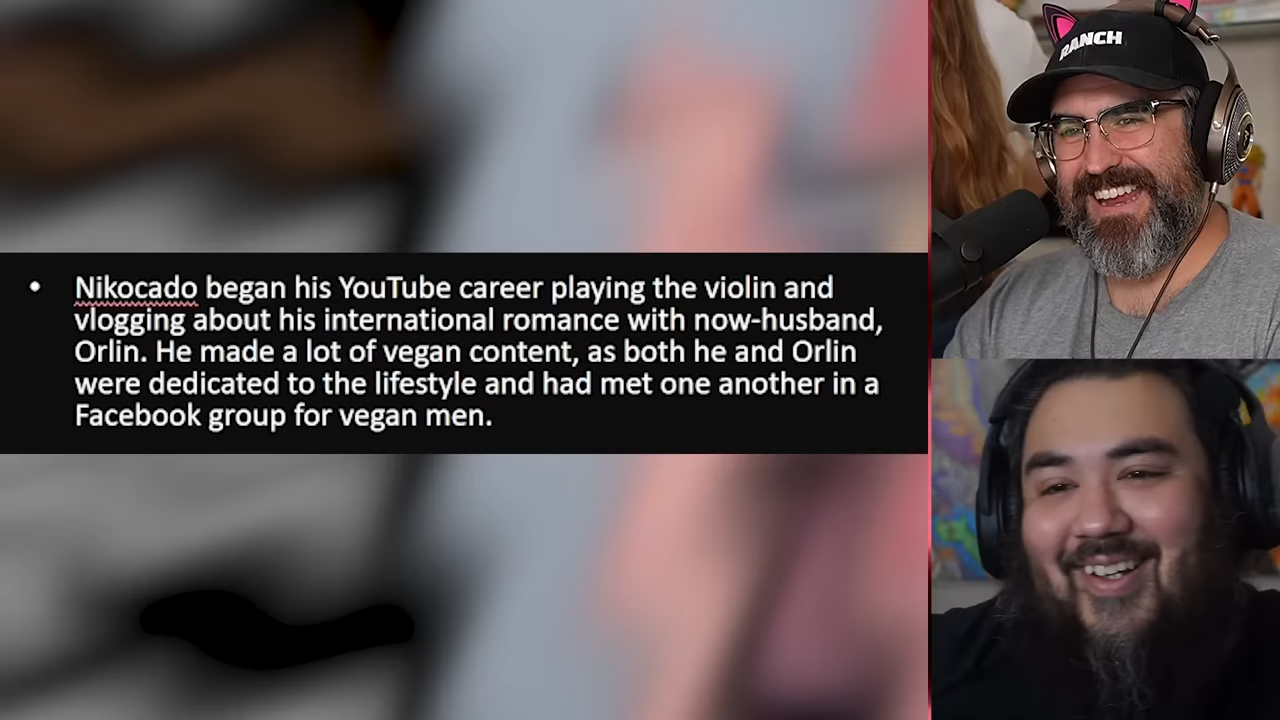 RANCH
• Nikocado began his YouTube career playing the violin and
vlogging about his international romance with now-husband,
Orlin. He made a lot of vegan content, as both he and Orlin
were dedicated to the lifestyle and had met one another in a
Facebook group for vegan men.